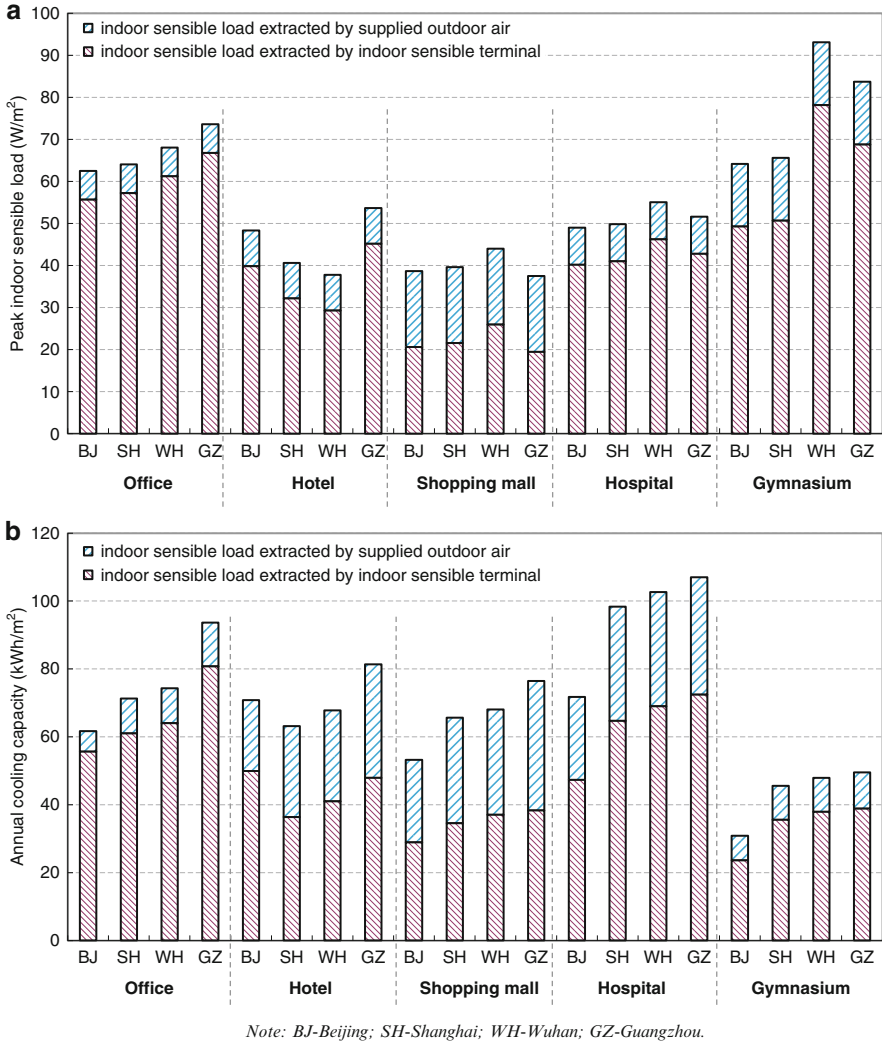 a
indoor sensible load extracted by supplied outdoor air
indoor sensible load extracted by indoor sensible terminal
Peak indoor sensible load (W/m²)
100
90
80
70
60
50
40
30
20
10
0
BJ SH WH GZ BJ SH WH GZ BJ SH WH GZ BJ SH WH GZ BJ SH WH GZ
Office Hotel Shopping mall Hospital Gymnasium
b
indoor sensible load extracted by supplied outdoor air
indoor sensible load extracted by indoor sensible terminal
Annual cooling capacity (kWh/m²)
120
100
80
60
40
20
0
BJ SH WH GZ BJ SH WH GZ BJ SH WH GZ BJ SH WH GZ BJ SH WH GZ
Office Hotel Shopping mall Hospital Gymnasium
Note: BJ-Beijing; SH-Shanghai; WH-Wuhan; GZ-Guangzhou.